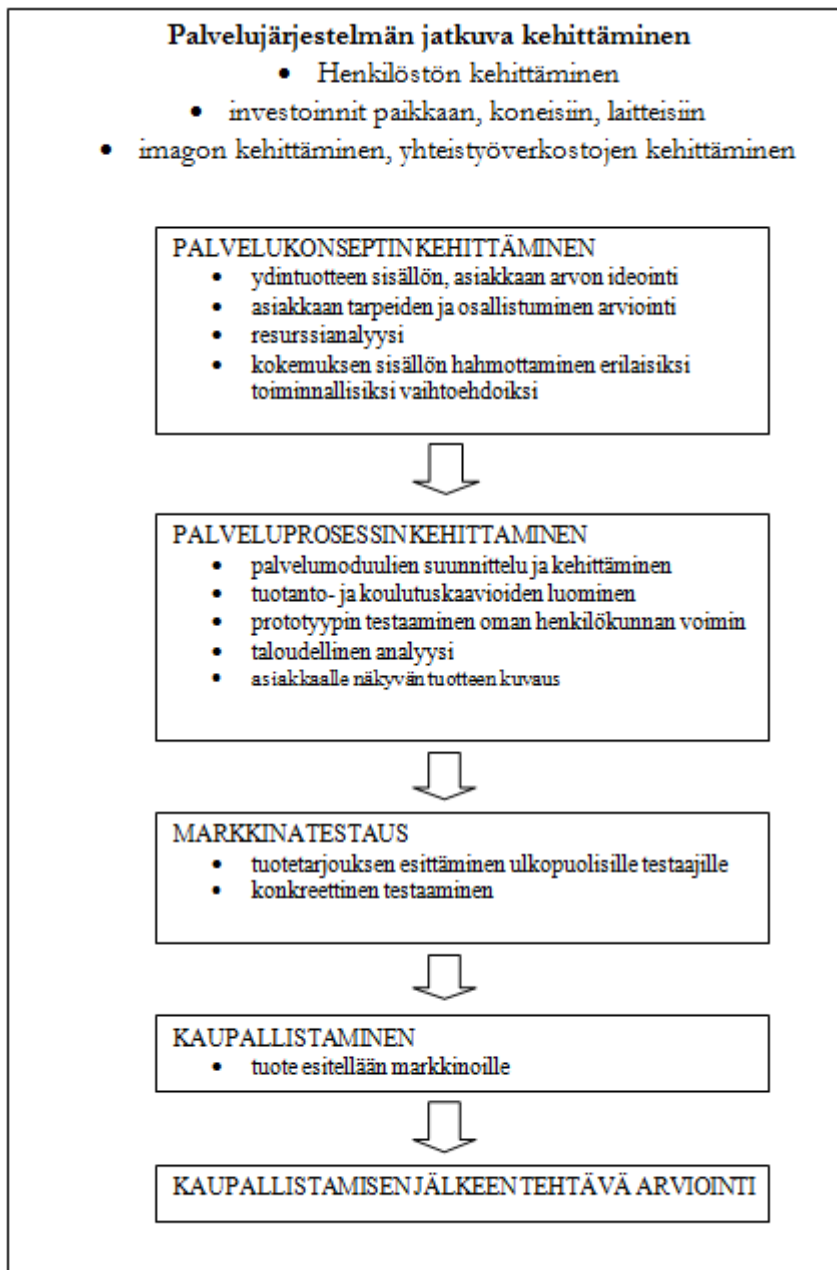 Palvelujärjestelmän jatkuva kehittäminen
• Henkilöstön kehittäminen
• investoinnit paikkaan, koneisiin, laitteisiin
• imagon kehittäminen, yhteistyöverkostojen kehittäminen
PALVELUKONSEPTIN KEHITTÄMINEN
• ydintuotteen sisällön, asiakkaan arvon ideointi
• asiakkaan tarpeiden ja osallistuminen arviointi
• resurssianalyysi
• kokemuksen sisällön hahmottaminen erilaisiksi
toiminnallisiksi vaihtoehdoiksi
PALVELUPROSESSIN KEHITTAMINEN
• palvelumoduulien suunnittelu ja kehittäminen
• tuotanto- ja koulutuskaavioiden luominen
• prototyypin testaaminen oman henkilökunnan voimin
• taloudellinen analyysi
• asiakkaalle näkyvän tuotteen kuvaus
MARKKINATESTAUS
• tuotetarjouksen esittäminen ulkopuolisille testaajille
• konkreettinen testaaminen
KAUPALLISTAMINEN
• tuote esitellään markkinoille
KAUPALLISTAMISEN JÄLKEEN TEHTÄVÄ ARVIOINTI